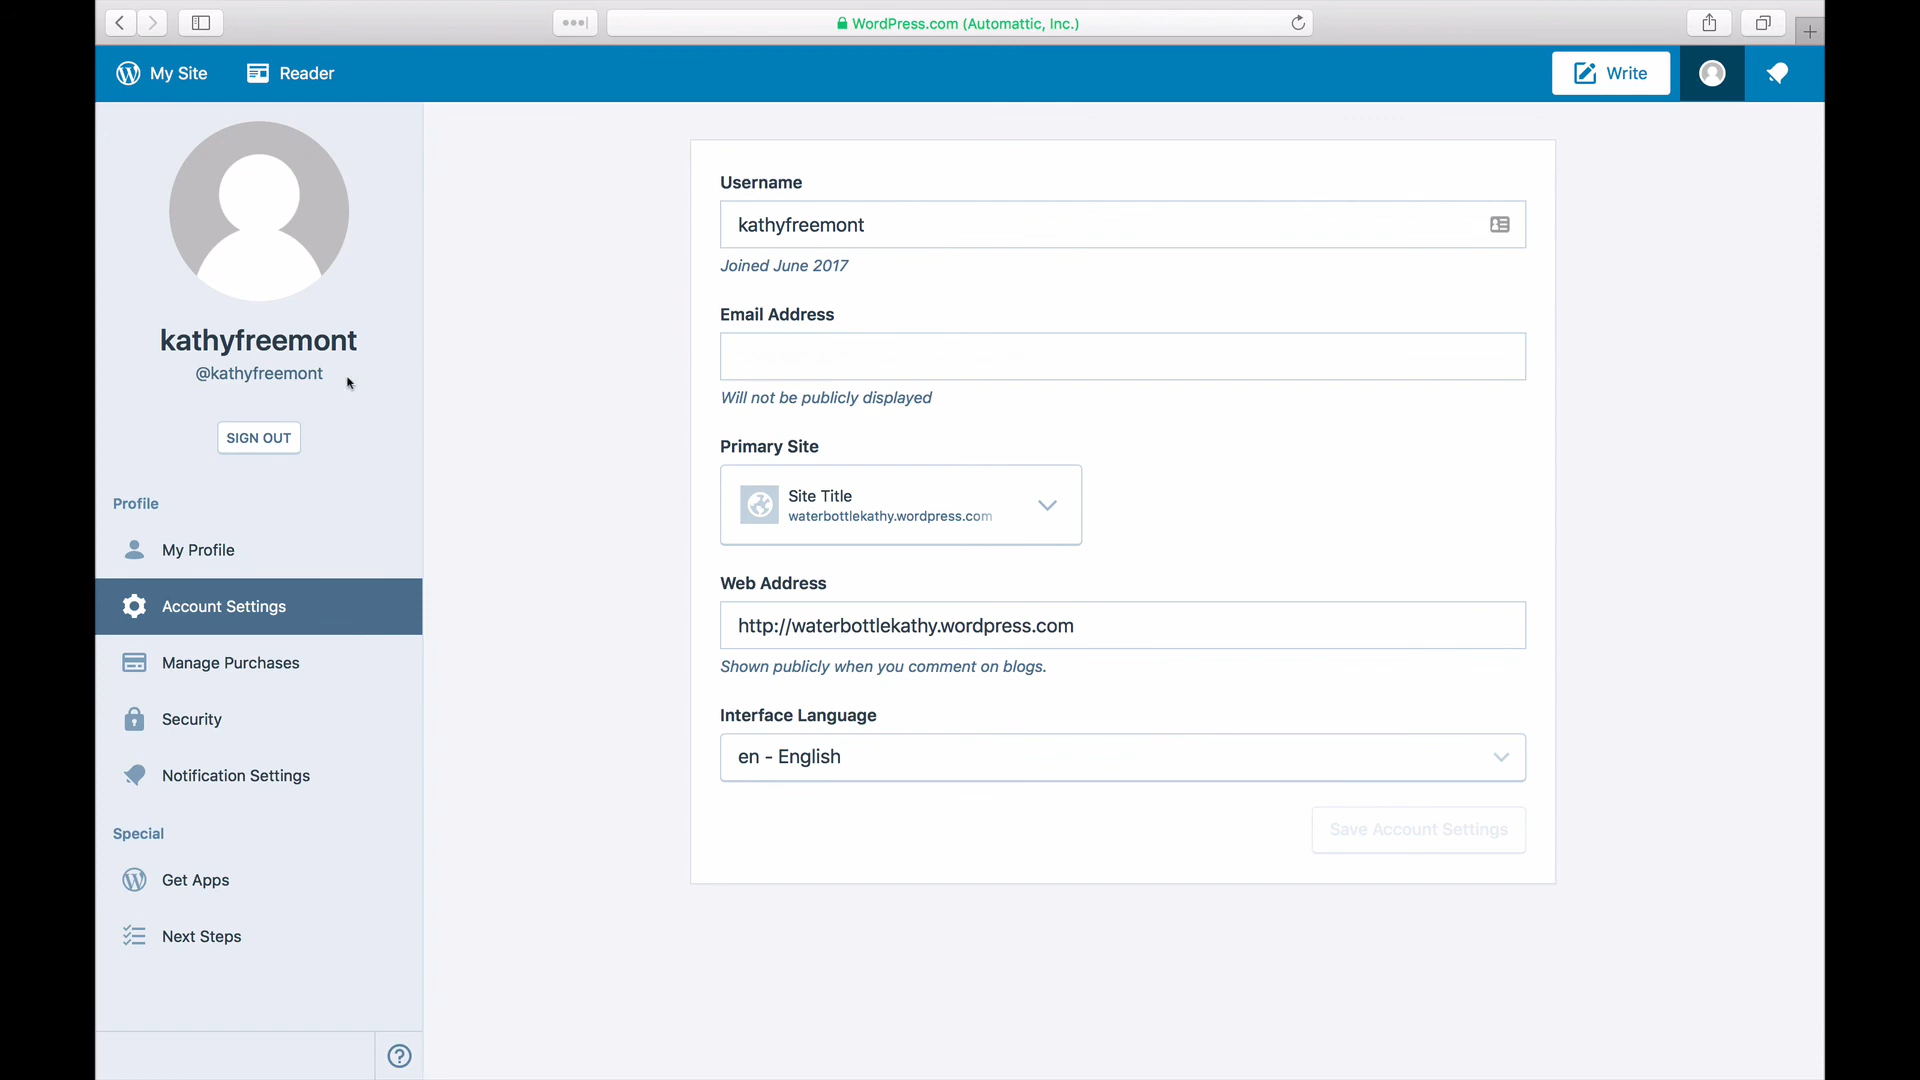 WordPress.com (Automattic, Inc.)
My Site
Reader
Write
kathyfreemont
@kathyfreemont
SIGN OUT
Profile
My Profile
Account Settings
Manage Purchases
Security
Notification Settings
Special
Get Apps
Next Steps
Username
kathyfreemont
Joined June 2017
Email Address
Will not be publicly displayed
Primary Site
Site Title
waterbottlekathy.wordpress.com
Web Address
http://waterbottlekathy.wordpress.com
Shown publicly when you comment on blogs.
Interface Language
en - English
Save Account Settings